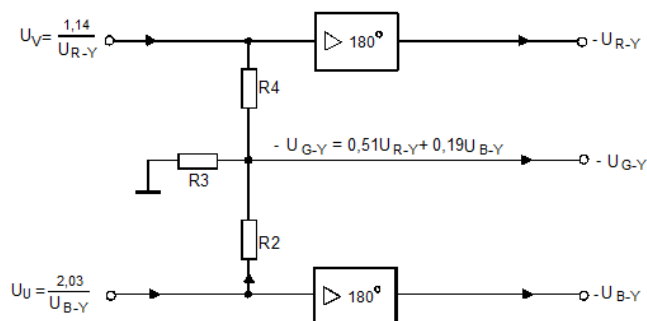 U_V = 1,14 / U_R-Y
▷ 180°
- U_R-Y
R4
- U_G-Y = 0,51U_R-Y + 0,19U_B-Y
- U_G-Y
R3
R2
U_U = 2,03 / U_B-Y
▷ 180°
-U_B-Y